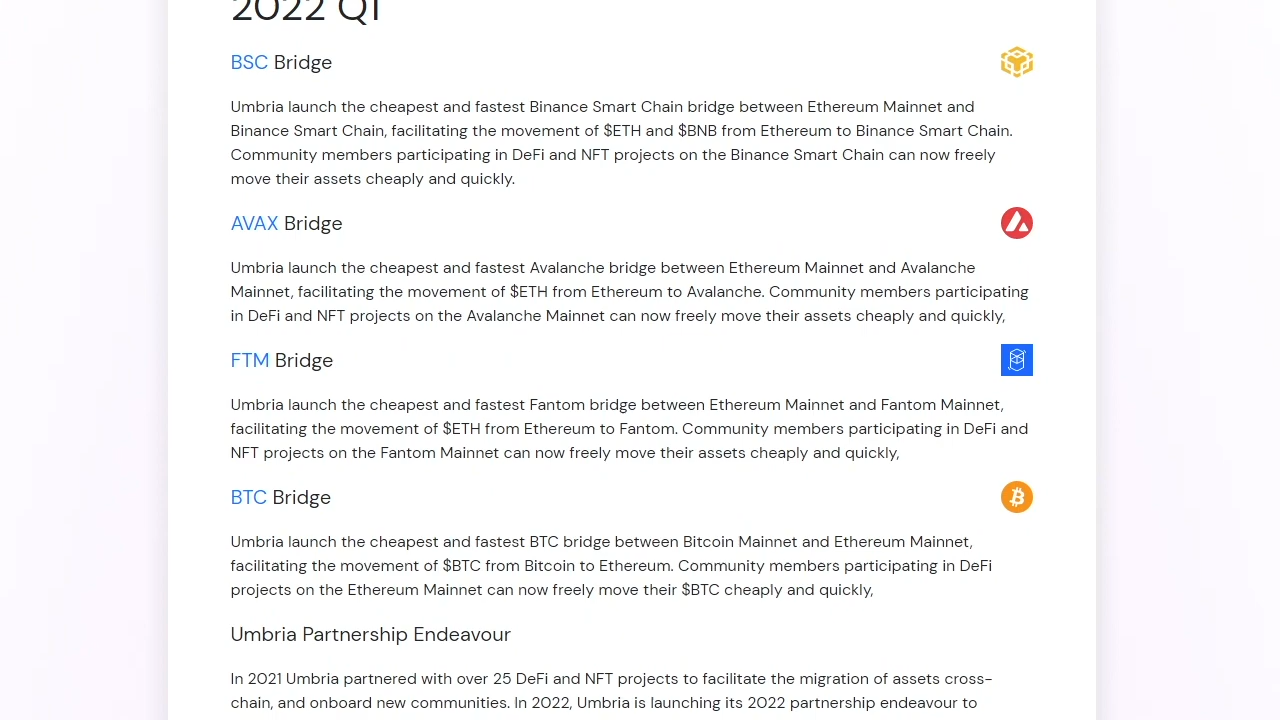 2022 Q1
BSC Bridge
Umbria launch the cheapest and fastest Binance Smart Chain bridge between Ethereum Mainnet and
Binance Smart Chain, facilitating the movement of $ETH and $BNB from Ethereum to Binance Smart Chain.
Community members participating in DeFi and NFT projects on the Binance Smart Chain can now freely
move their assets cheaply and quickly.
AVAX Bridge
Umbria launch the cheapest and fastest Avalanche bridge between Ethereum Mainnet and Avalanche
Mainnet, facilitating the movement of $ETH from Ethereum to Avalanche. Community members participating
in DeFi and NFT projects on the Avalanche Mainnet can now freely move their assets cheaply and quickly,
FTM Bridge
Umbria launch the cheapest and fastest Fantom bridge between Ethereum Mainnet and Fantom Mainnet,
facilitating the movement of $ETH from Ethereum to Fantom. Community members participating in DeFi and
NFT projects on the Fantom Mainnet can now freely move their assets cheaply and quickly,
BTC Bridge
Umbria launch the cheapest and fastest BTC bridge between Bitcoin Mainnet and Ethereum Mainnet,
facilitating the movement of $BTC from Bitcoin to Ethereum. Community members participating in DeFi
projects on the Ethereum Mainnet can now freely move their $BTC cheaply and quickly,
Umbria Partnership Endeavour
In 2021 Umbria partnered with over 25 DeFi and NFT projects to facilitate the migration of assets cross-
chain, and onboard new communities. In 2022, Umbria is launching its 2022 partnership endeavour to